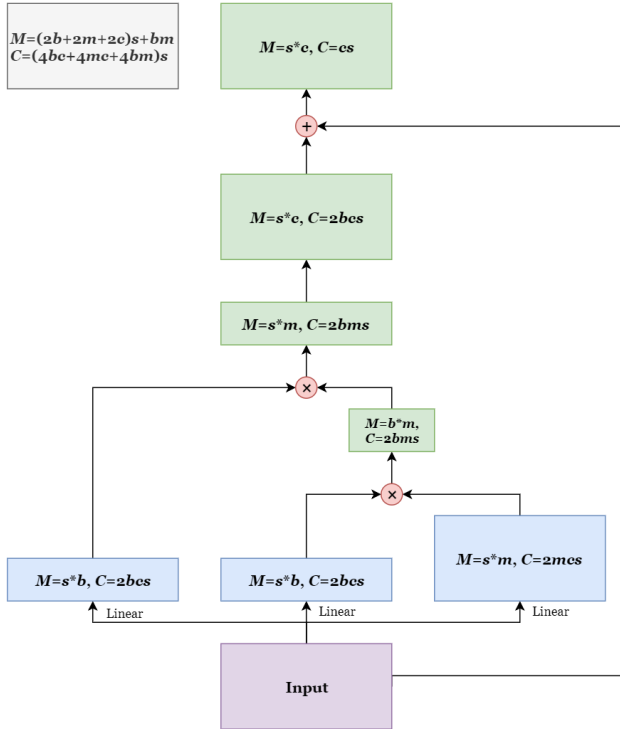 M=(2b+2m+2c)s+bm
C=(4bc+4mc+4bm)s
M=s*c, C=cs
+
M=s*c, C=2bcs
M=s*m, C=2bms
×
M=b*m,
C=2bms
×
M=s*b, C=2bcs
M=s*b, C=2bcs
M=s*m, C=2mcs
Linear
Linear
Linear
Input